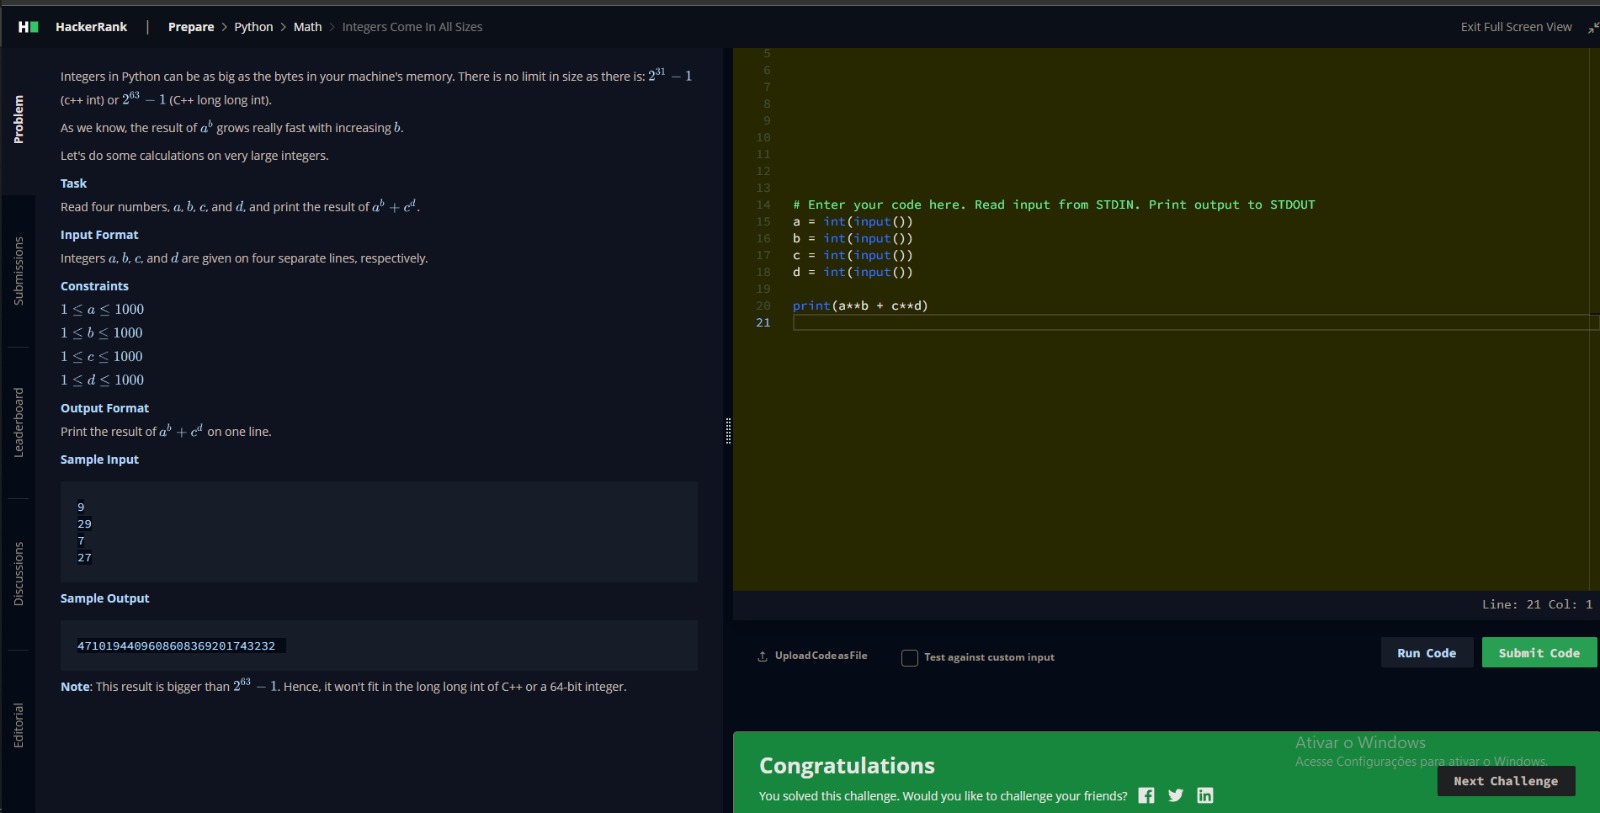 HackerRank | Prepare > Python > Math > Integers Come In All Sizes
Exit Full Screen View
Problem
Submissions
Leaderboard
Discussions
Editorial
Integers in Python can be as big as the bytes in your machine's memory. There is no limit in size as there is: 2^31 − 1
(c++ int) or 2^63 − 1 (C++ long long int).
As we know, the result of a^b grows really fast with increasing b.
Let's do some calculations on very large integers.
Task
Read four numbers, a, b, c, and d, and print the result of a^b + c^d.
Input Format
Integers a, b, c, and d are given on four separate lines, respectively.
Constraints
1 ≤ a ≤ 1000
1 ≤ b ≤ 1000
1 ≤ c ≤ 1000
1 ≤ d ≤ 1000
Output Format
Print the result of a^b + c^d on one line.
Sample Input
9
29
7
27
Sample Output
4710194409608608369201743232
Note: This result is bigger than 2^63 − 1. Hence, it won't fit in the long long int of C++ or a 64-bit integer.
5
6
7
8
9
10
11
12
13
14 # Enter your code here. Read input from STDIN. Print output to STDOUT
15 a = int(input())
16 b = int(input())
17 c = int(input())
18 d = int(input())
19
20 print(a**b + c**d)
21
Line: 21 Col: 1
Upload Code as File
Test against custom input
Run Code
Submit Code
Congratulations
You solved this challenge. Would you like to challenge your friends?
Ativar o Windows
Acesse Configurações para ativar o Windows.
Next Challenge